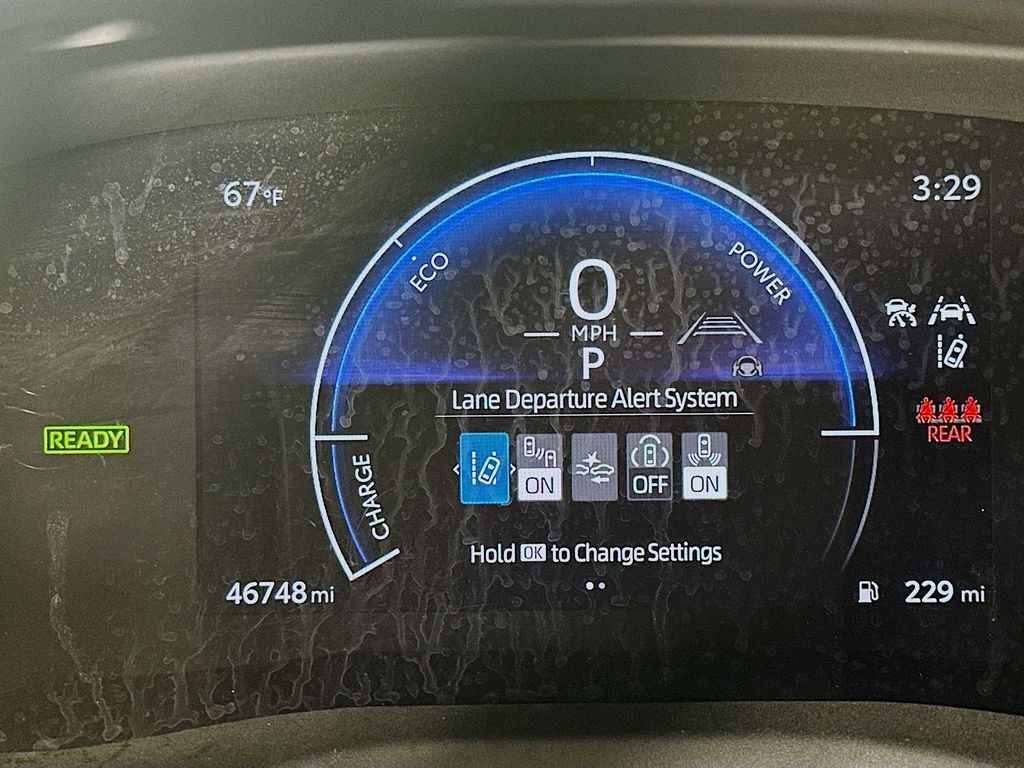 67°F
3:29
ECO
POWER
0
MPH
P
Lane Departure Alert System
READY
REAR
CHARGE
ON
OFF
ON
Hold OK to Change Settings
46748 mi
229 mi